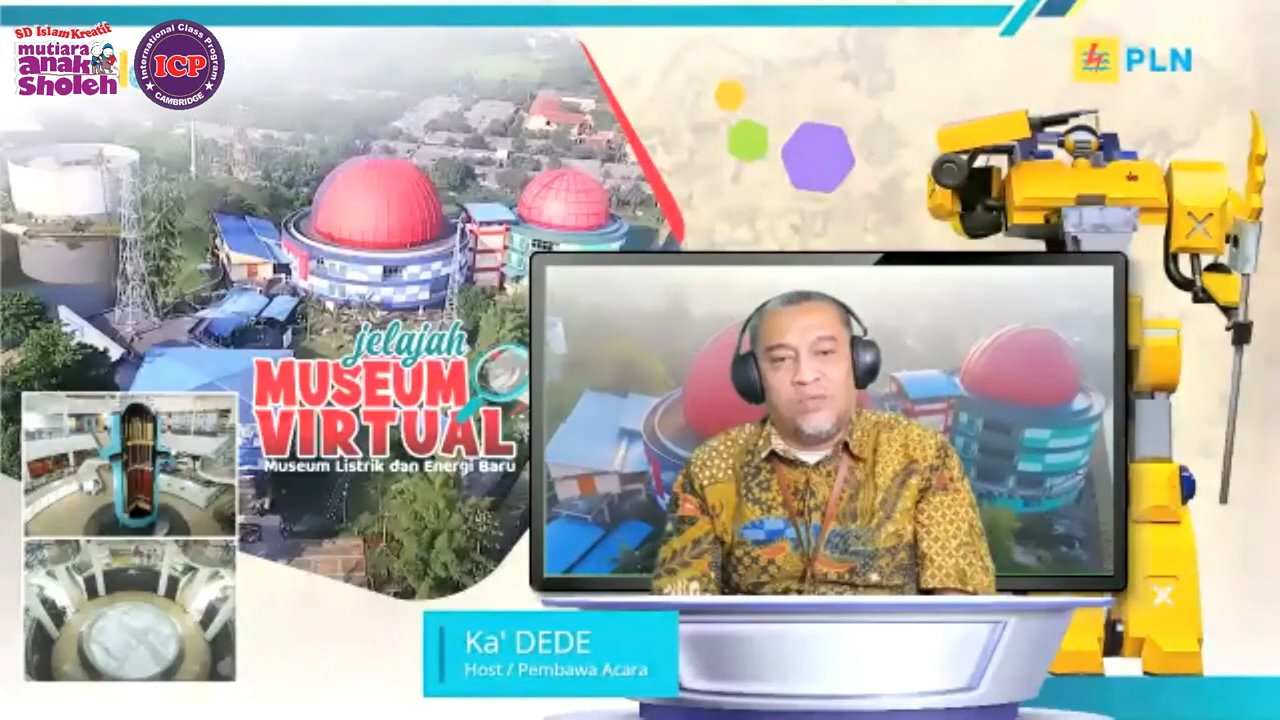 SD Islam Kreatif
mutiara
anak
Sholeh
International Class Program
ICP
CAMBRIDGE
PLN
jelajah
MUSEUM
VIRTUAL
Museum Listrik dan Energi Baru
Ka' DEDE
Host / Pembawa Acara